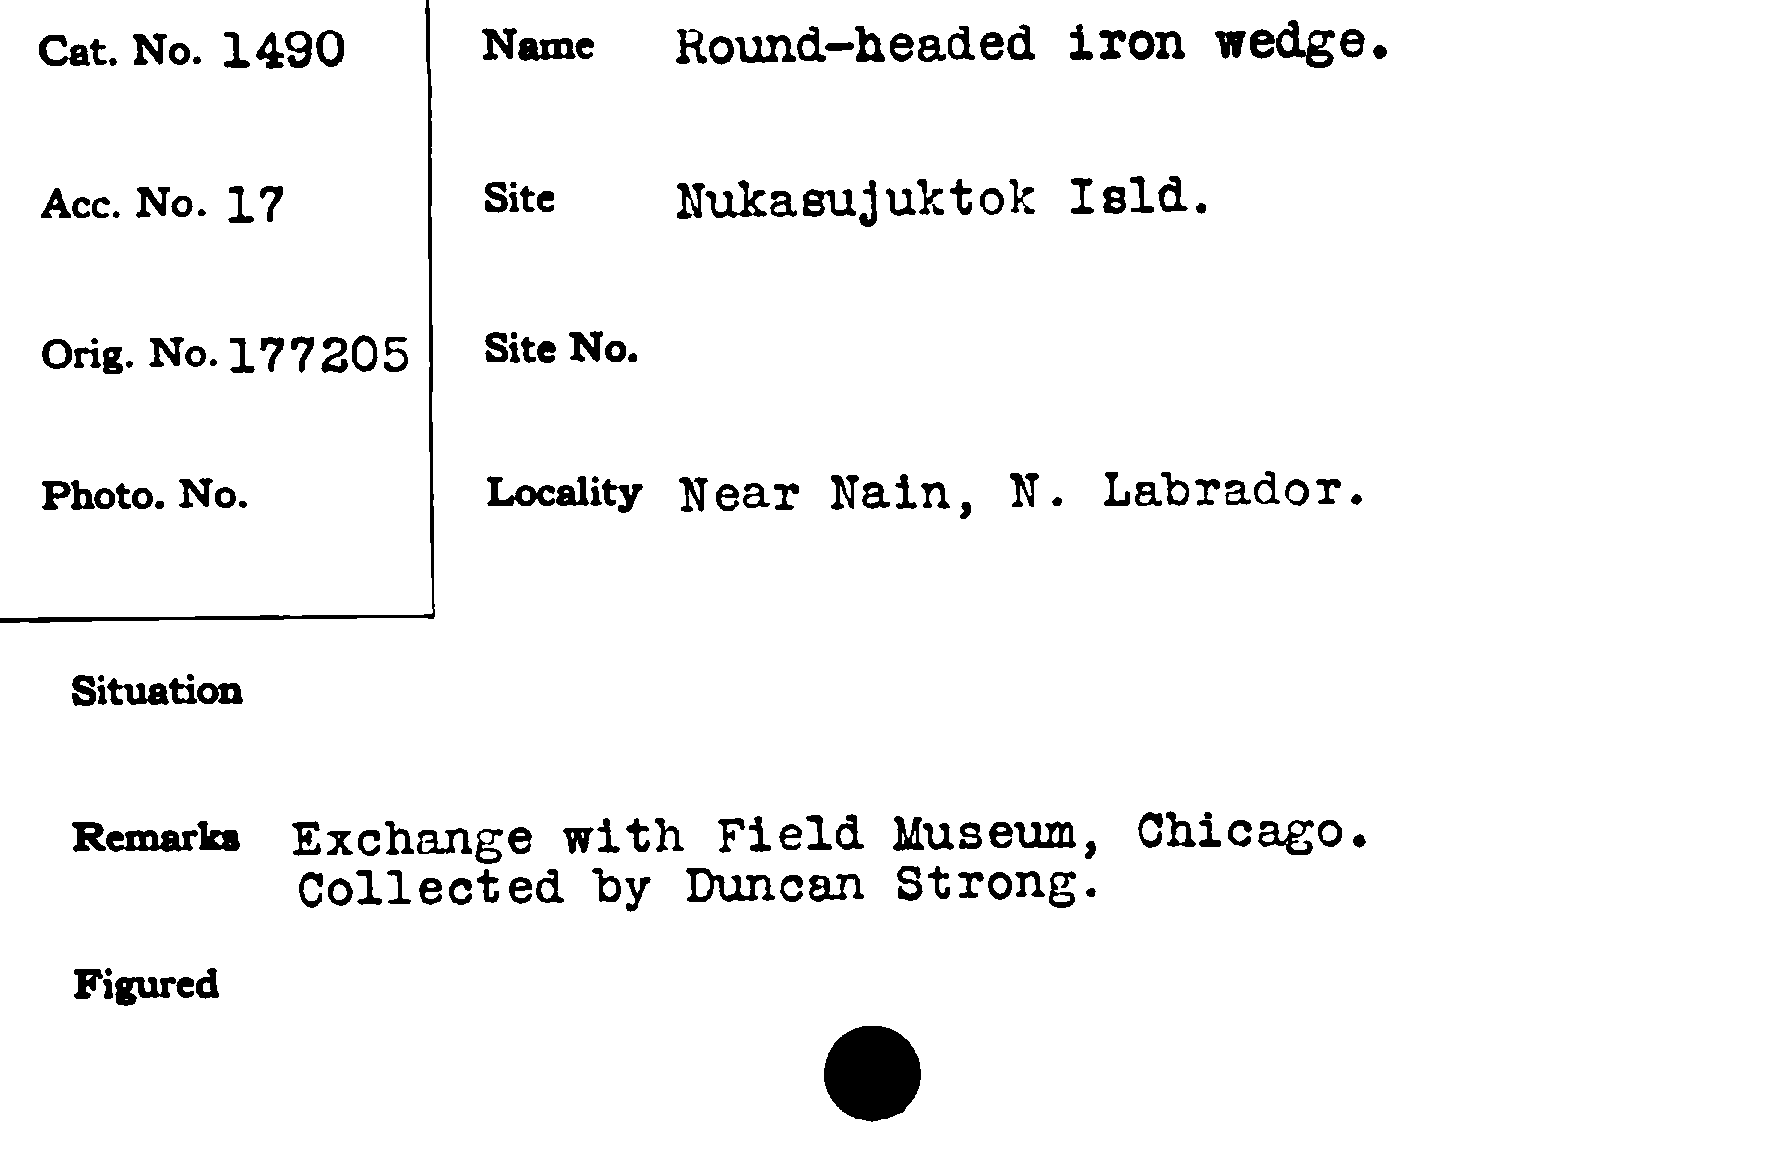 Cat. No. 1490
Name Round-headed iron wedge.
Acc. No. 17
Site Nukasujuktok Isld.
Orig. No. 177205
Site No.
Photo. No.
Locality Near Nain, N. Labrador.
Situation
Remarks Exchange with Field Museum, Chicago.
Collected by Duncan Strong.
Figured